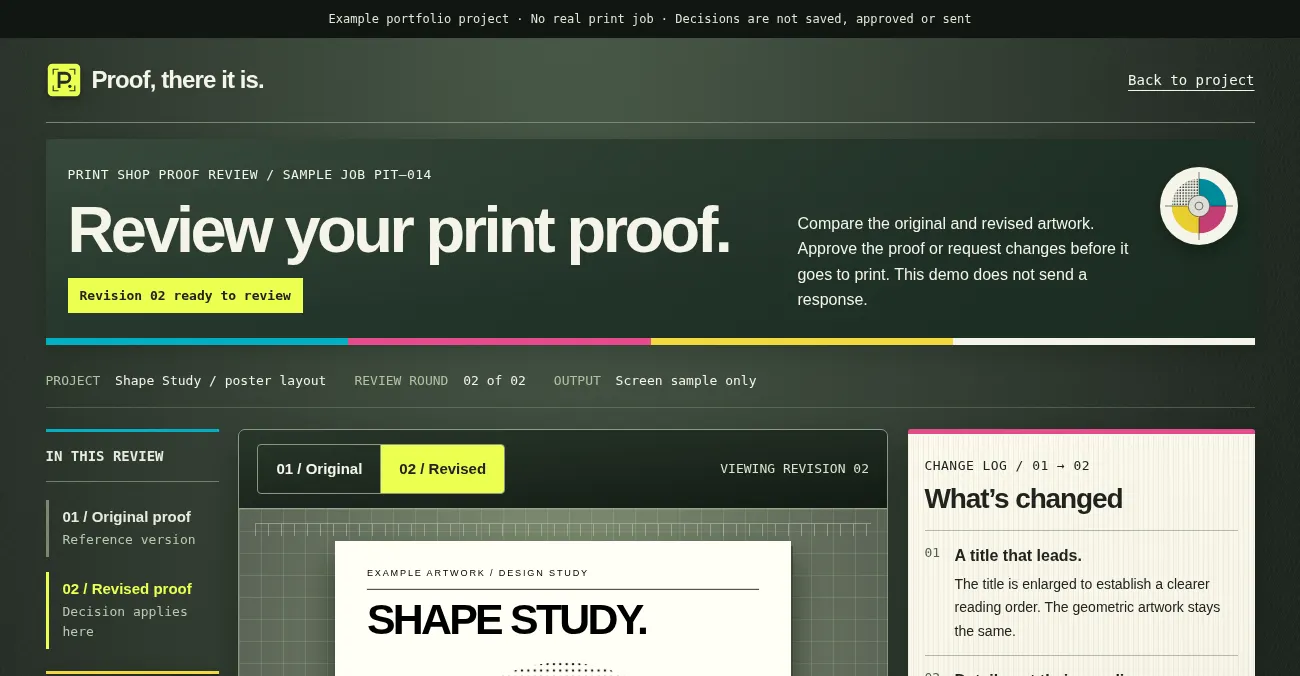 Example portfolio project · No real print job · Decisions are not saved, approved or sent
P.
Proof, there it is.
Back to project
PRINT SHOP PROOF REVIEW / SAMPLE JOB PIT—014
Review your print proof.
Revision 02 ready to review
Compare the original and revised artwork.
Approve the proof or request changes before it
goes to print. This demo does not send a
response.
PROJECT Shape Study / poster layout REVIEW ROUND 02 of 02 OUTPUT Screen sample only
IN THIS REVIEW
01 / Original proof
Reference version
02 / Revised proof
Decision applies
here
01 / Original
02 / Revised
VIEWING REVISION 02
EXAMPLE ARTWORK / DESIGN STUDY
SHAPE STUDY.
CHANGE LOG / 01 → 02
What’s changed
01 A title that leads.
The title is enlarged to establish a clearer
reading order. The geometric artwork stays
the same.